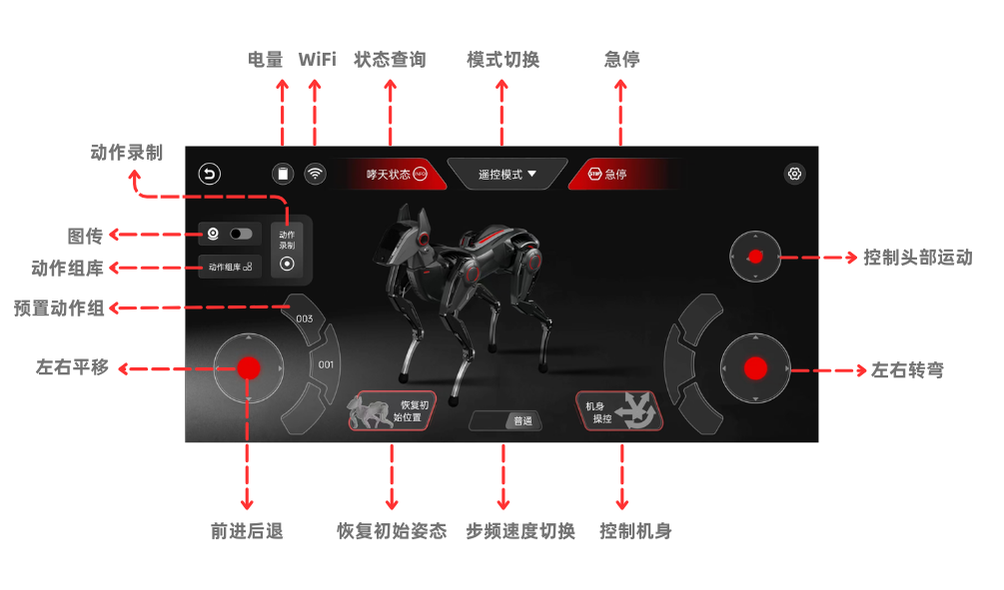 电量 WiFi 状态查询 模式切换 急停
动作录制
哮天状态 INFO 遥控模式 STOP 急停
图传
动作
录制
动作组库
动作组库
控制头部运动
预置动作组
003
001
左右平移
左右转弯
恢复初
始位置
普通
机身
操控
前进后退 恢复初始姿态 步频速度切换 控制机身